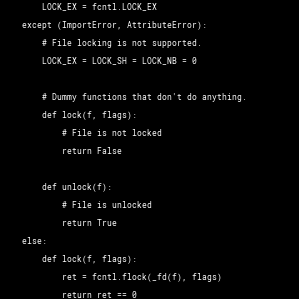 LOCK_EX = fcntl.LOCK_EX
except (ImportError, AttributeError):
# File locking is not supported.
LOCK_EX = LOCK_SH = LOCK_NB = 0
# Dummy functions that don't do anything.
def lock(f, flags):
# File is not locked
return False
def unlock(f):
# File is unlocked
return True
else:
def lock(f, flags):
ret = fcntl.flock(_fd(f), flags)
return ret == 0